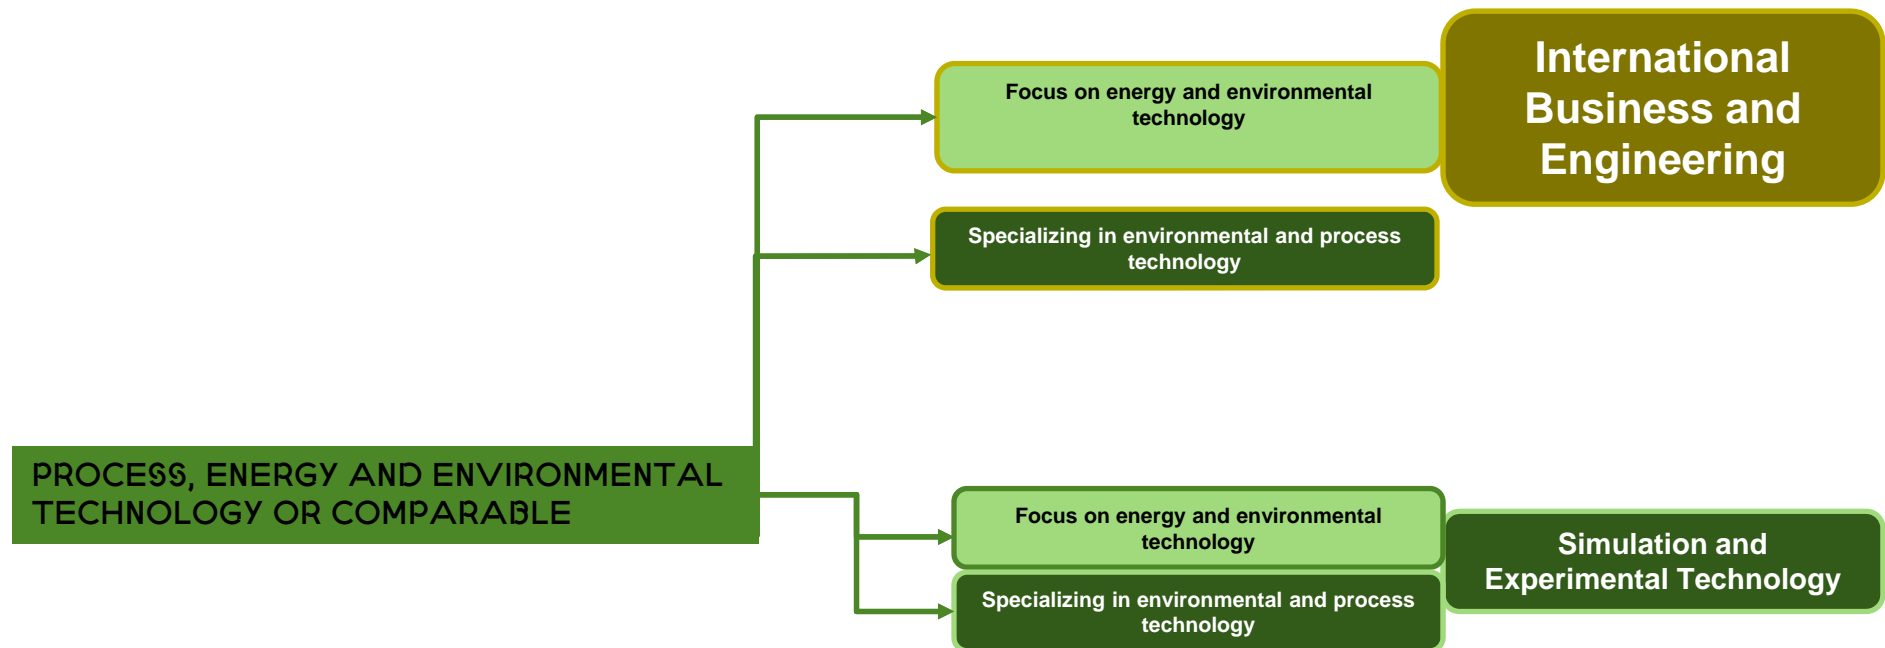 International
Business and
Engineering
Focus on energy and environmental
technology
Specializing in environmental and process
technology
PROCESS, ENERGY AND ENVIRONMENTAL
TECHNOLOGY OR COMPARABLE
Focus on energy and environmental
technology
Simulation and
Experimental Technology
Specializing in environmental and process
technology